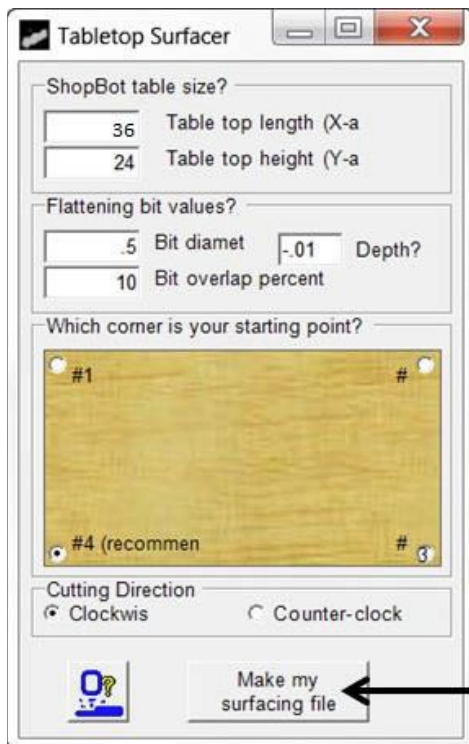 Tabletop Surfacer
ShopBot table size?
36 Table top length (X-a
24 Table top height (Y-a
Flattening bit values?
.5 Bit diamet -.01 Depth?
10 Bit overlap percent
Which corner is your starting point?
#1 #
#4 (recommen # 3
Cutting Direction
Clockwis Counter-clock
Make my
surfacing file